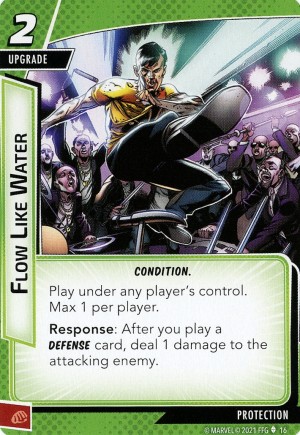 2
UPGRADE
FLOW LIKE WATER
CONDITION.
Play under any player's control.
Max 1 per player.
Response: After you play a
DEFENSE card, deal 1 damage to the
attacking enemy.
© MARVEL © 2021 FFG 16
PROTECTION